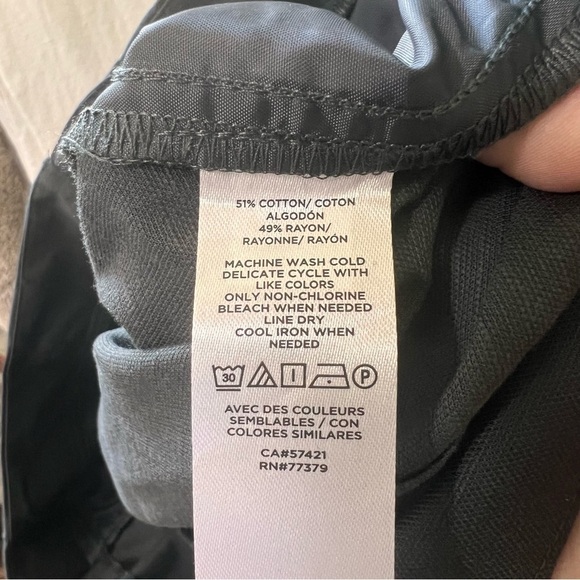 51% COTTON/ COTON
ALGODÓN
49% RAYON/
RAYONNE/ RAYÓN
MACHINE WASH COLD
DELICATE CYCLE WITH
LIKE COLORS
ONLY NON-CHLORINE
BLEACH WHEN NEEDED
LINE DRY
COOL IRON WHEN
NEEDED
30 P
AVEC DES COULEURS
SEMBLABLES / CON
COLORES SIMILARES
CA#57421
RN#77379